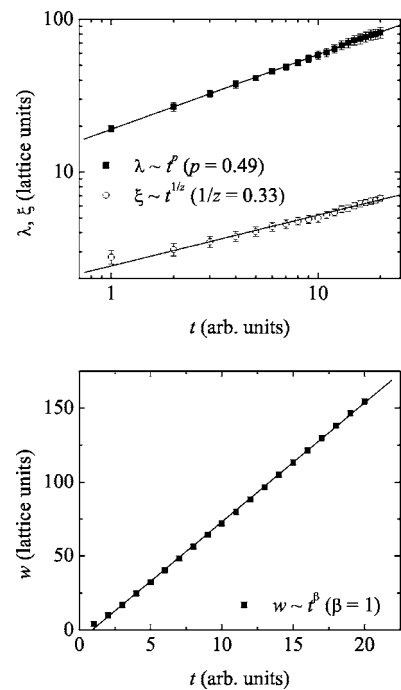 100
10
λ, ξ (lattice units)
λ ~ t^p (p = 0.49)
ξ ~ t^{1/z} (1/z = 0.33)
1
10
t (arb. units)
150
100
50
0
w (lattice units)
w ~ t^β (β = 1)
0
5
10
15
20
t (arb. units)